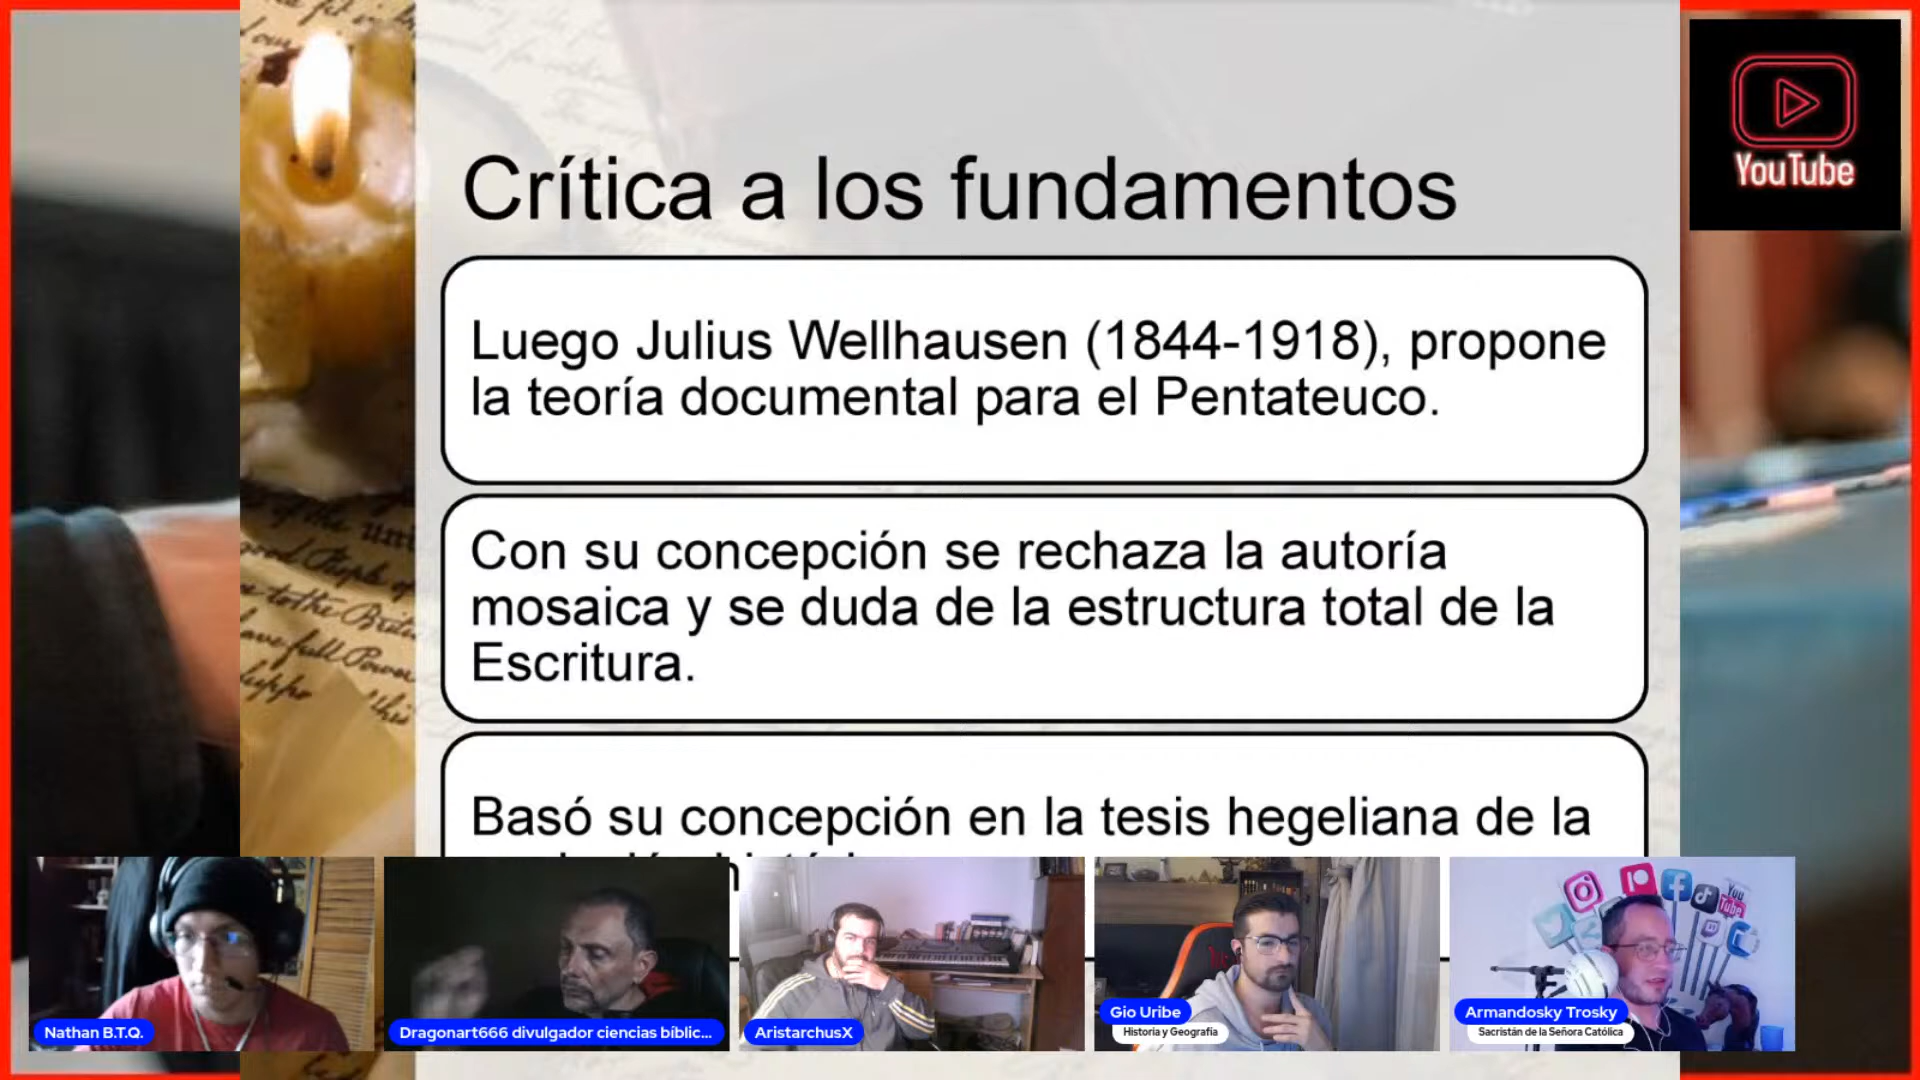 YouTube
Crítica a los fundamentos
Luego Julius Wellhausen (1844-1918), propone
la teoría documental para el Pentateuco.
Con su concepción se rechaza la autoría
mosaica y se duda de la estructura total de la
Escritura.
Basó su concepción en la tesis hegeliana de la
Nathan B.T.Q.
Dragonart666 divulgador ciencias bíblic...
AristarchusX
Gio Uribe
Historia y Geografía
Armandosky Trosky
Sacristán de la Señora Católica
You
Tube